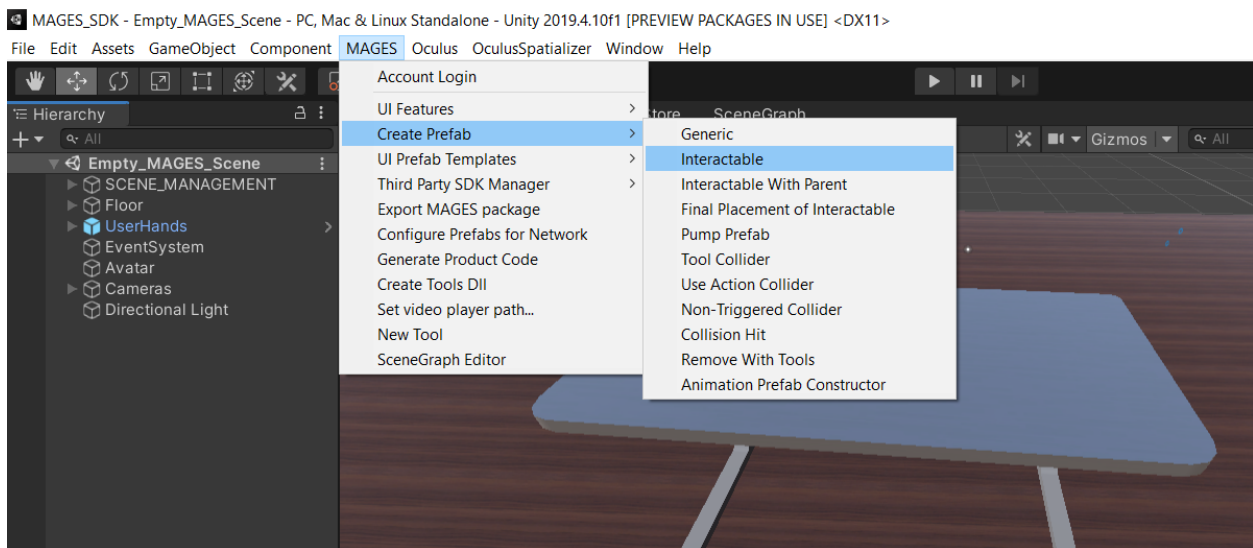 MAGES_SDK - Empty_MAGES_Scene - PC, Mac & Linux Standalone - Unity 2019.4.10f1 [PREVIEW PACKAGES IN USE] <DX11>
File Edit Assets GameObject Component MAGES Oculus OculusSpatializer Window Help
Account Login
UI Features
Create Prefab
UI Prefab Templates
Third Party SDK Manager
Export MAGES package
Configure Prefabs for Network
Generate Product Code
Create Tools Dll
Set video player path...
New Tool
SceneGraph Editor
Generic
Interactable
Interactable With Parent
Final Placement of Interactable
Pump Prefab
Tool Collider
Use Action Collider
Non-Triggered Collider
Collision Hit
Remove With Tools
Animation Prefab Constructor
Hierarchy
All
Empty_MAGES_Scene
SCENE_MANAGEMENT
Floor
UserHands
EventSystem
Avatar
Cameras
Directional Light
SceneGraph
Gizmos
All